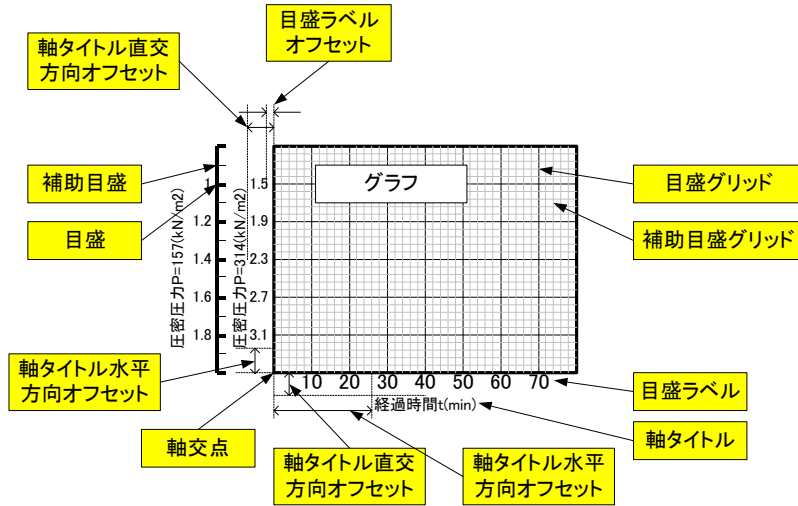 目盛ラベル
オフセット
軸タイトル直交
方向オフセット
補助目盛
目盛
圧密圧力P=157(kN/m2)
1
1.2
1.4
1.6
1.8
圧密圧力P=314(kN/m2)
1.5
1.9
2.3
2.7
3.1
グラフ
目盛グリッド
補助目盛グリッド
軸タイトル水平
方向オフセット
10 20 30 40 50 60 70
目盛ラベル
経過時間t(min)
軸タイトル
軸交点
軸タイトル直交
方向オフセット
軸タイトル水平
方向オフセット